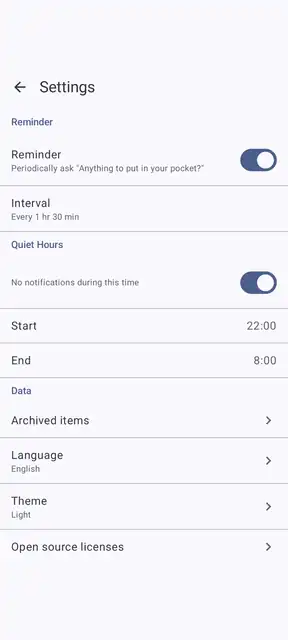 Settings
Reminder
Reminder
Periodically ask "Anything to put in your pocket?"
Interval
Every 1 hr 30 min
Quiet Hours
No notifications during this time
Start 22:00
End 8:00
Data
Archived items
Language
English
Theme
Light
Open source licenses